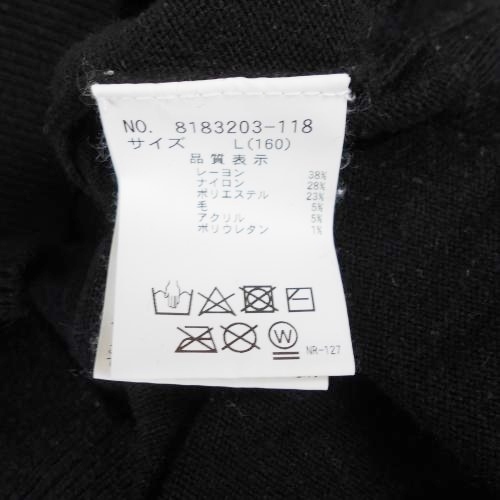 NO. 8183203-118
サイズ L(160)
品質表示
レーヨン 38%
ナイロン 28%
ポリエステル 23%
毛 5%
アクリル 5%
ポリウレタン 1%
W
NR-127